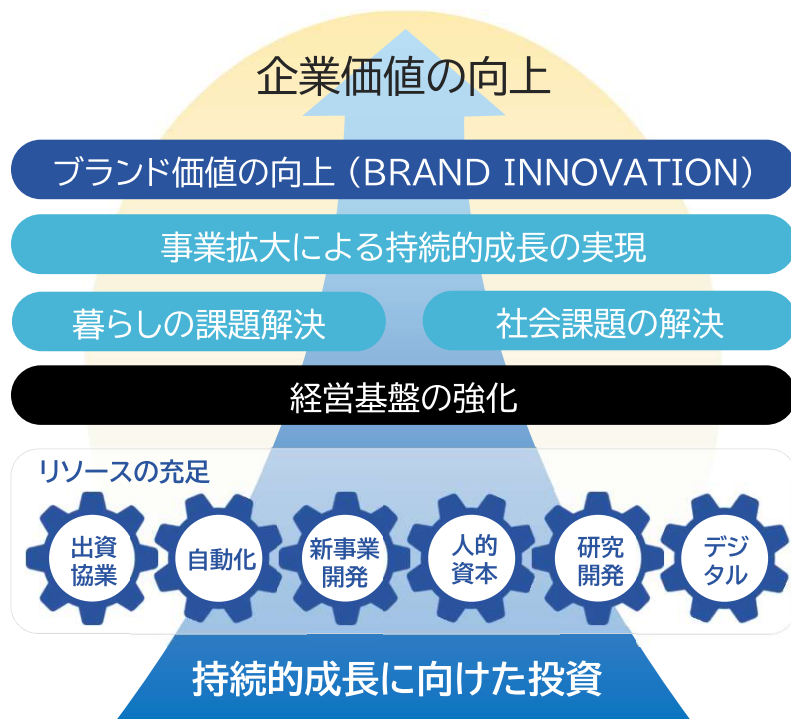 企業価値の向上
ブランド価値の向上（BRAND INNOVATION）
事業拡大による持続的成長の実現
暮らしの課題解決
社会課題の解決
経営基盤の強化
リソースの充足
出資
協業
自動化
新事業
開発
人的
資本
研究
開発
デジ
タル
持続的成長に向けた投資